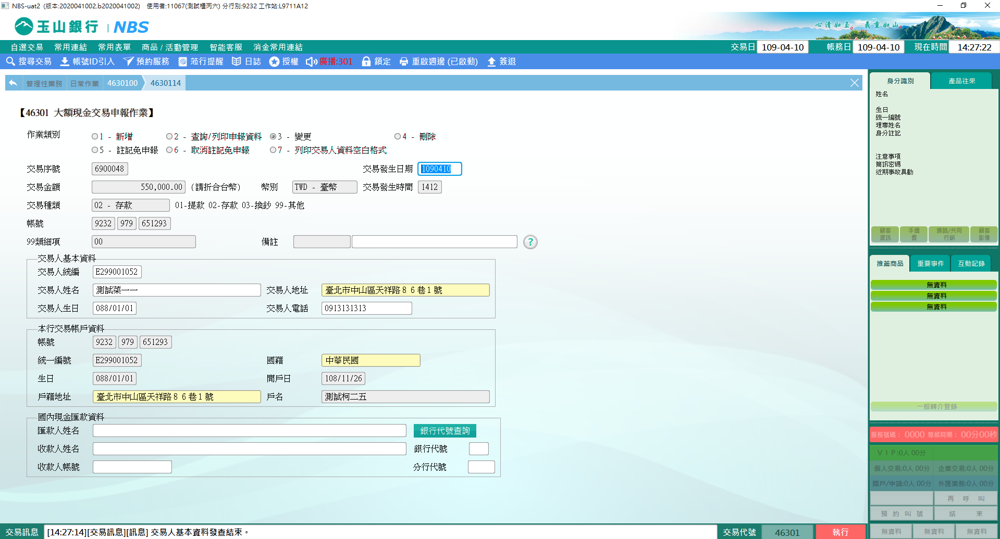 NBS-uat2 (版本:2020041002.b2020041002) 使用者:11067(測試櫃丙六) 分行別:9232 工作站:L9711A12
玉山銀行 | NBS
心清如玉。義重如山。
自選交易 常用連結 常用表單 商品 / 活動管理 智能客服 消金常用連結 交易日 109-04-10 帳務日 109-04-10 現在時間 14:27:22
搜尋交易 帳號ID引入 預約服務 蒞行提醒 日誌 授權 廣播:301 鎖定 重啟週邊 (已啟動) 簽退
管理性業務 日常作業 4630100 4630114
【46301 大額現金交易申報作業】
作業類別 1 - 新增 2 - 查詢/列印申報資料 3 - 變更 4 - 刪除
5 - 註記免申報 6 - 取消註記免申報 7 - 列印交易人資料空白格式
交易序號 6900048 交易發生日期 1090410
交易金額 550,000.00 (請折合台幣) 幣別 TWD - 臺幣 交易發生時間 1412
交易種類 02 - 存款 01-提款 02-存款 03-換鈔 99-其他
帳號 9232 979 651293
99類細項 00 備註 ?
交易人基本資料
交易人統編 E299001052
交易人姓名 測試菜一一 交易人地址 臺北市中山區天祥路８６巷１號
交易人生日 088/01/01 交易人電話 0913131313
本行交易帳戶資料
帳號 9232 979 651293
統一編號 E299001052 國籍 中華民國
生日 088/01/01 開戶日 108/11/26
戶籍地址 臺北市中山區天祥路８６巷１號 戶名 測試柯二五
國內現金匯款資料
匯款人姓名 銀行代號查詢
收款人姓名 銀行代號
收款人帳號 分行代號
身分識別 產品往來
姓名
生日
統一編號
理專姓名
身分註記
注意事項
簡訊密碼
近期事故異動
顧客資訊 手續費 通路/共同行銷 顧客影像
推薦商品 重要事件 互動記錄
無資料
無資料
無資料
一般轉介登錄
服務號碼： 0000 等候時間： 00分00秒
ＶＩＰ:0人 00分
個人交易:0人 00分 企業交易:0人 00分
開戶/申請:0人 00分 外匯業務:0人 00分
再 呼 叫
預 約 叫 號 結 束
無資料 無資料 無資料
交易訊息 [14:27:14][交易訊息][訊息] 交易人基本資料發查結束。 交易代號 46301 執行